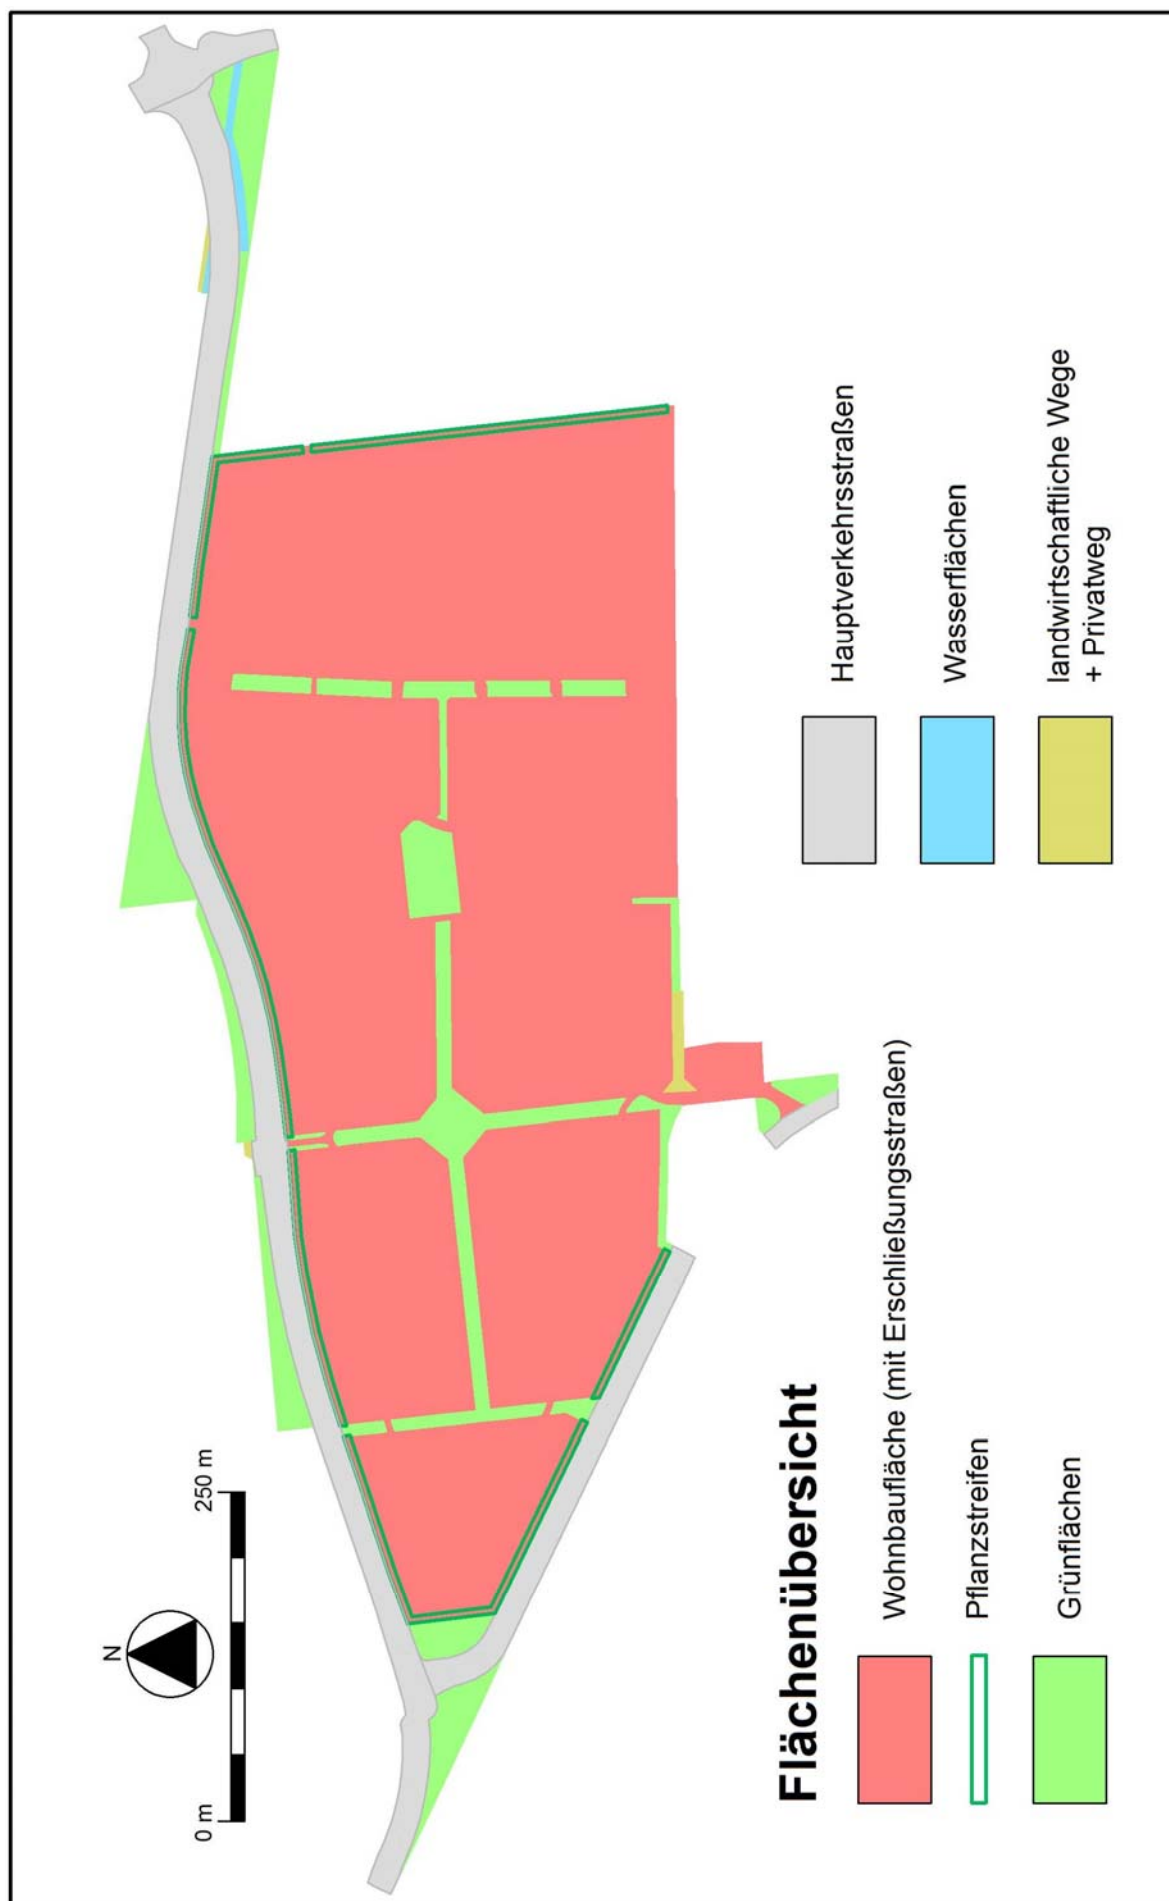 N
0 m
250 m
Flächenübersicht
Wohnbaufläche (mit Erschließungsstraßen)
Pflanzstreifen
Grünflächen
Hauptverkehrsstraßen
Wasserflächen
landwirtschaftliche Wege
+ Privatweg